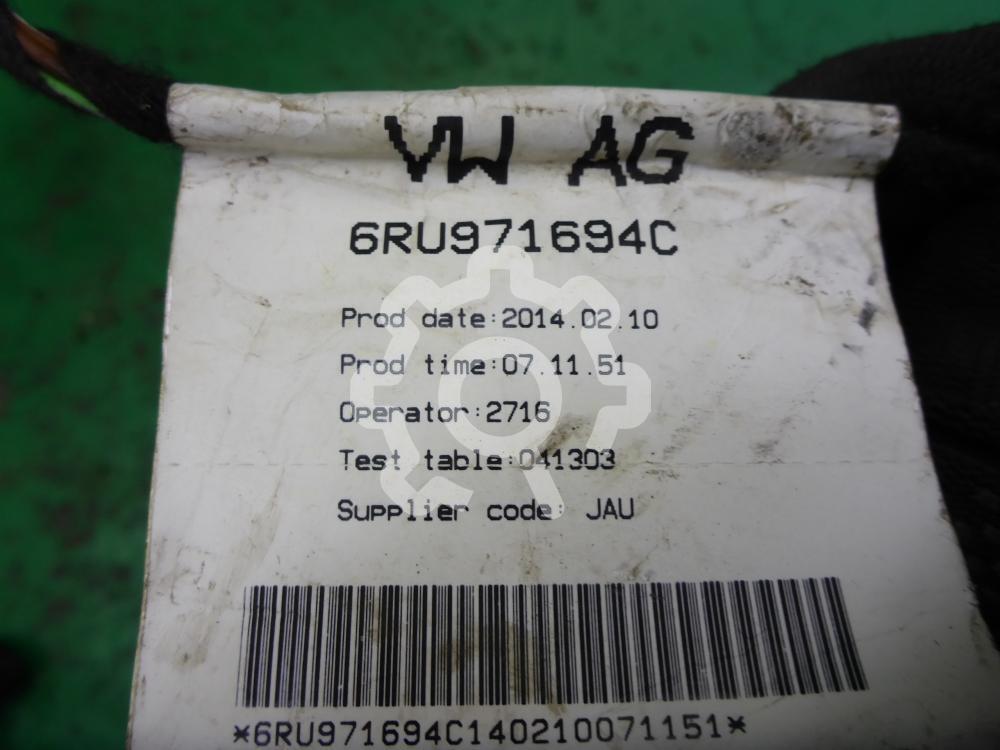 VW AG
6RU971694C
Prod date:2014.02.10
Prod time:07.11.51
Operator:2716
Test table:041303
Supplier code: JAU
*6RU971694C140210071151*